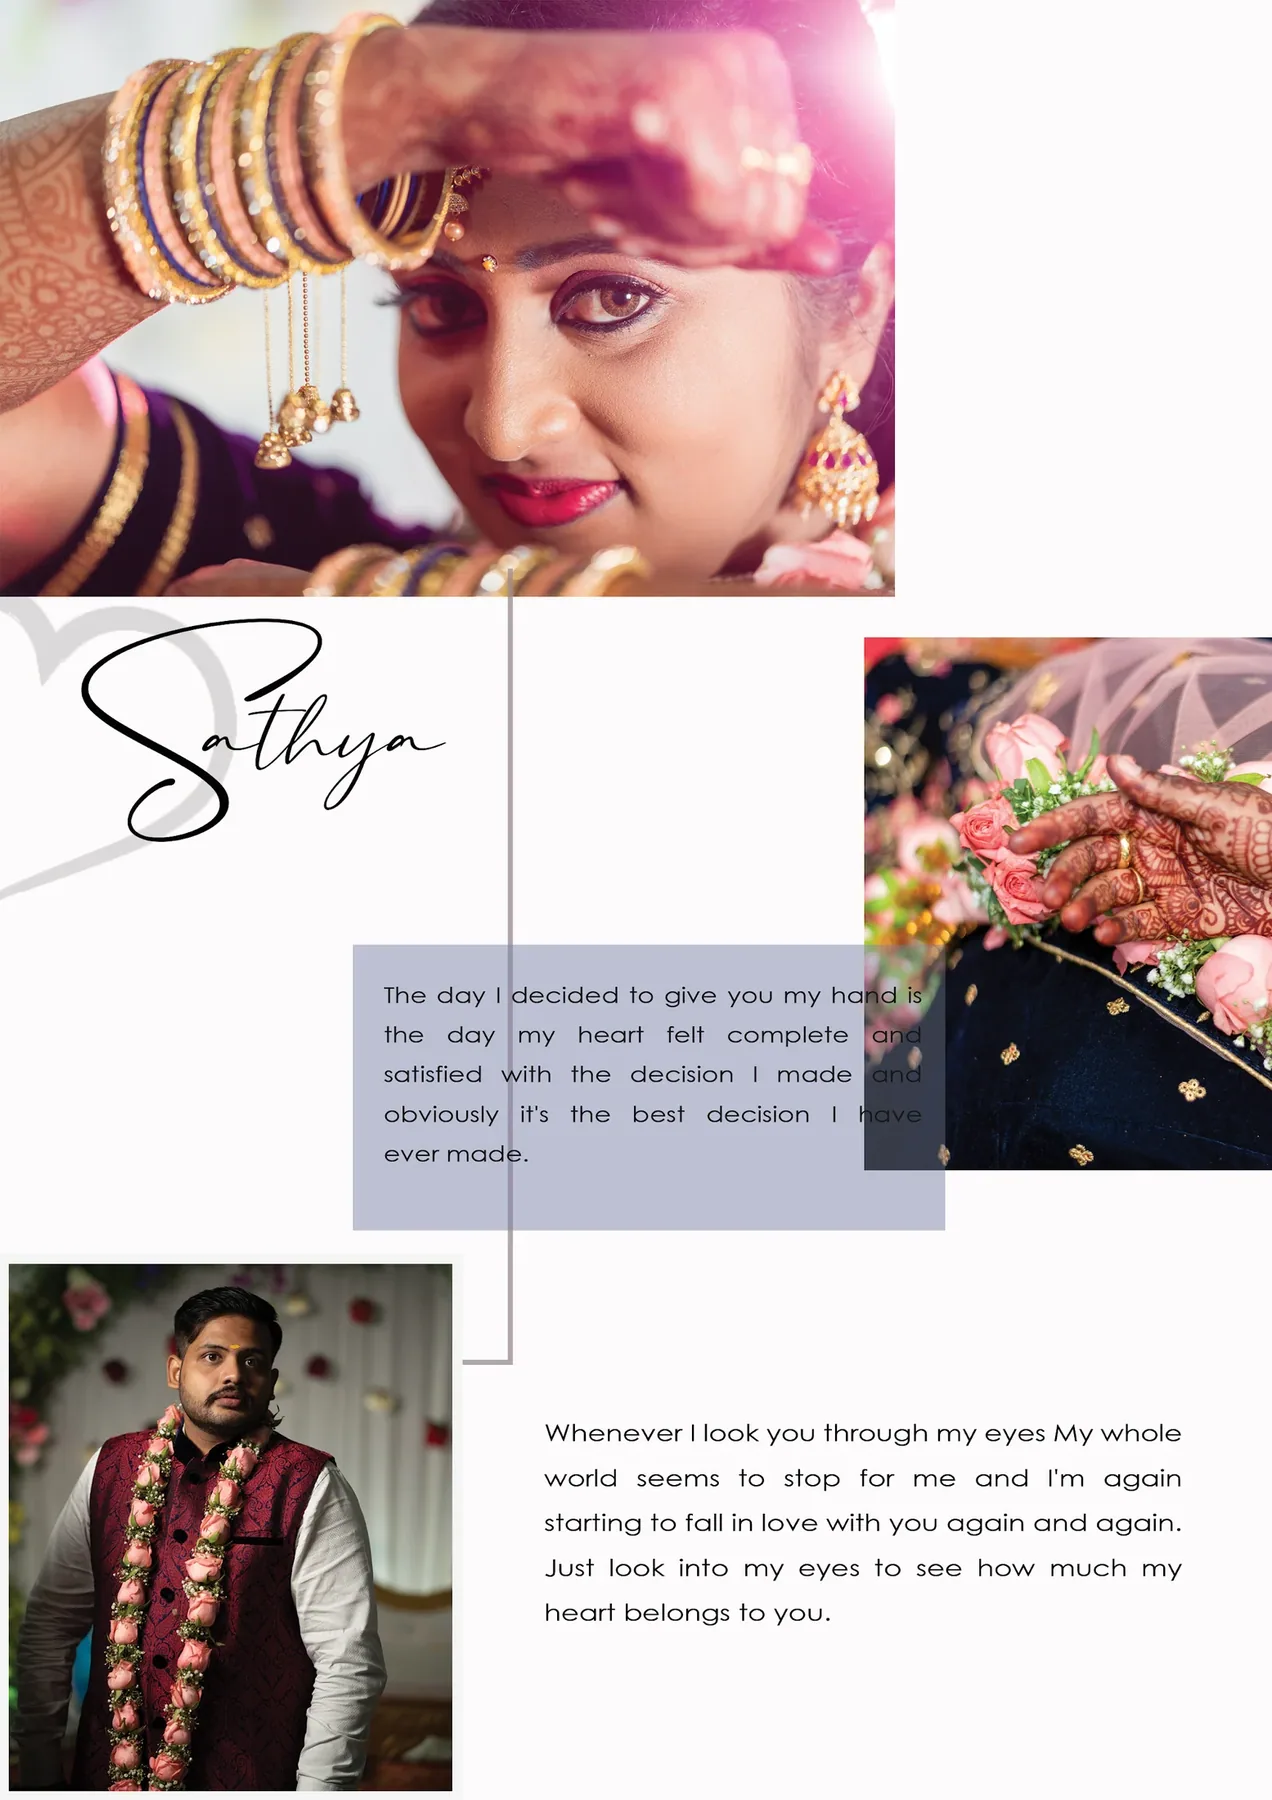 Sathya
The day I decided to give you my hand is
the day my heart felt complete and
satisfied with the decision I made and
obviously it's the best decision I have
ever made.
Whenever I look you through my eyes My whole
world seems to stop for me and I'm again
starting to fall in love with you again and again.
Just look into my eyes to see how much my
heart belongs to you.